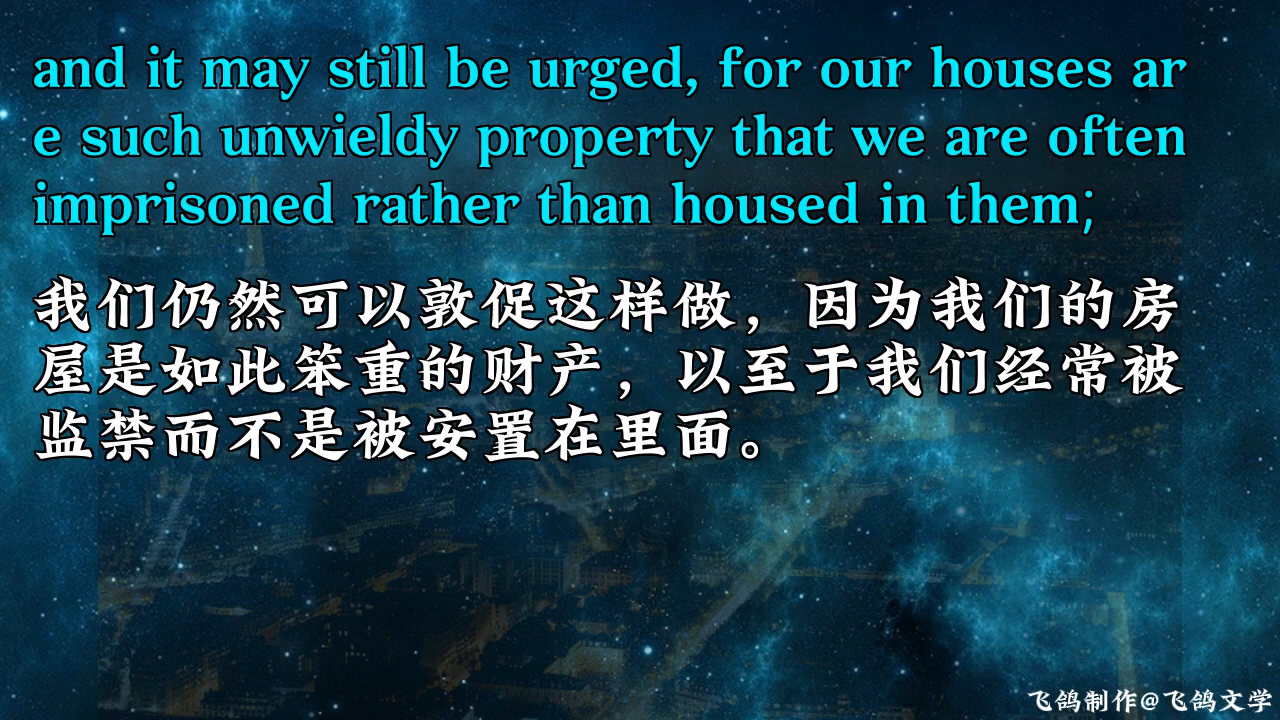 and it may still be urged, for our houses ar
e such unwieldy property that we are often
imprisoned rather than housed in them;
我们仍然可以敦促这样做，因为我们的房
屋是如此笨重的财产，以至于我们经常被
监禁而不是被安置在里面。
飞鸽制作@飞鸽文学